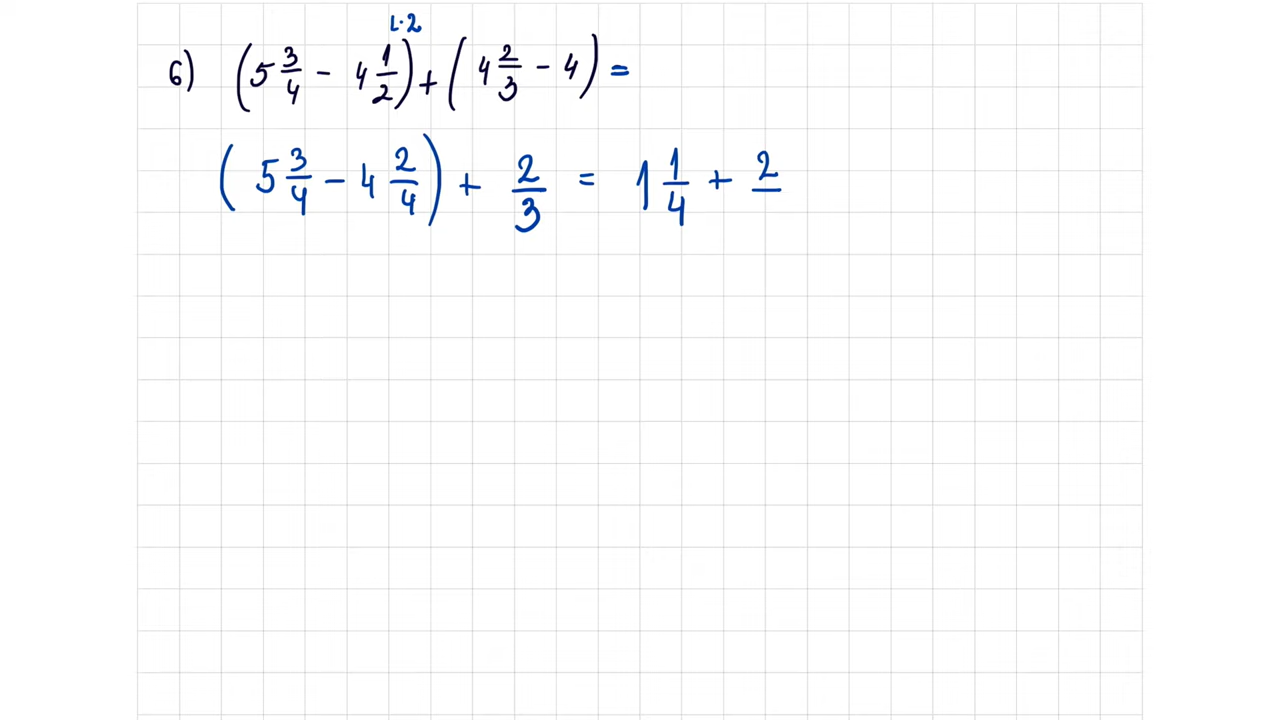 ⌊·2
6) (5 3/4 - 4 1/2) + (4 2/3 - 4) =
(5 3/4 - 4 2/4) + 2/3 = 1 1/4 + 2/